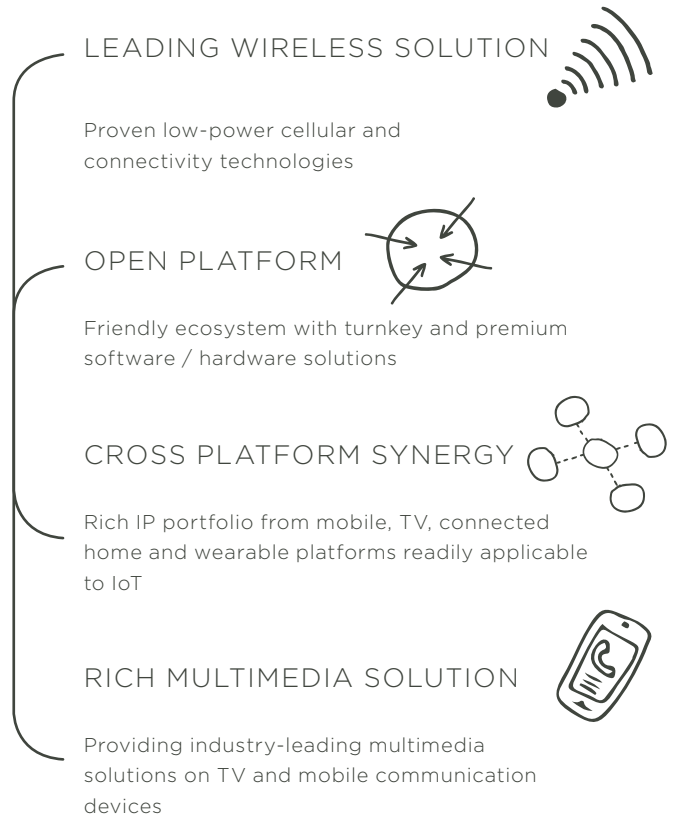 LEADING WIRELESS SOLUTION
Proven low-power cellular and
connectivity technologies
OPEN PLATFORM
Friendly ecosystem with turnkey and premium
software / hardware solutions
CROSS PLATFORM SYNERGY
Rich IP portfolio from mobile, TV, connected
home and wearable platforms readily applicable
to IoT
RICH MULTIMEDIA SOLUTION
Providing industry-leading multimedia
solutions on TV and mobile communication
devices